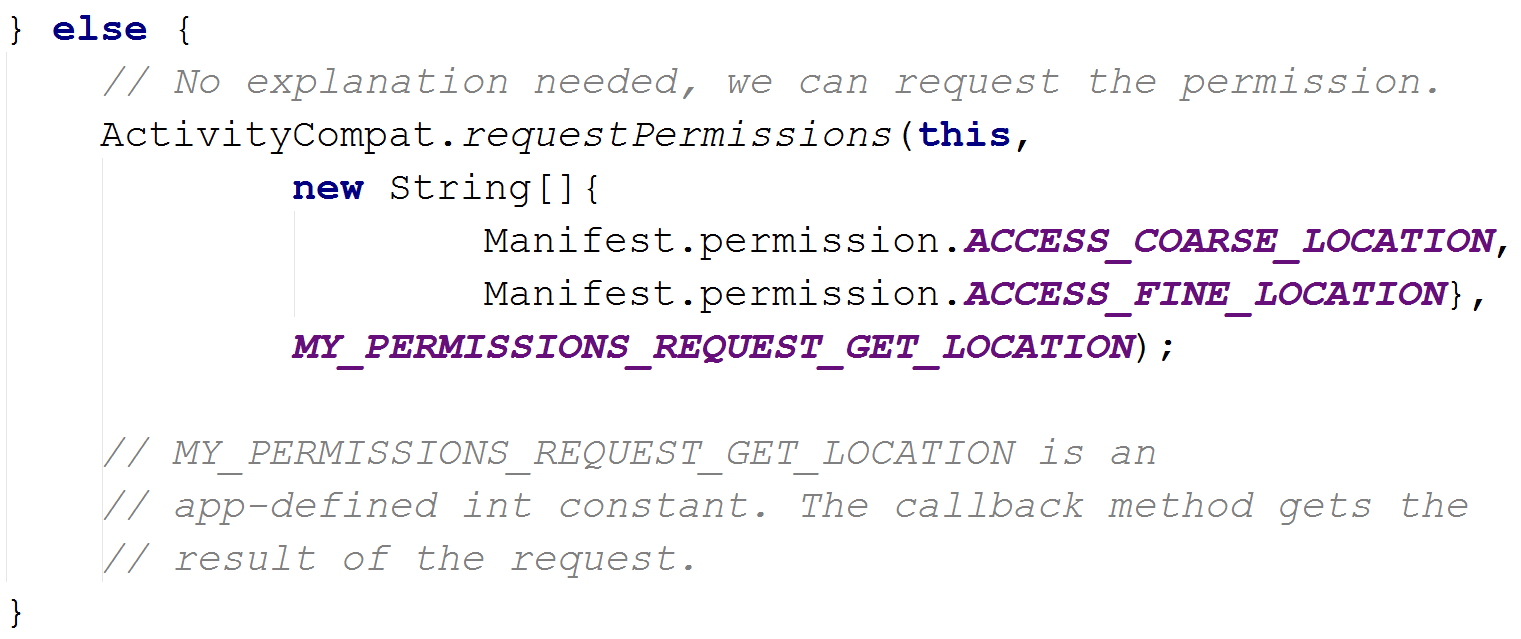 } else {
// No explanation needed, we can request the permission.
ActivityCompat.requestPermissions(this,
new String[]{
Manifest.permission.ACCESS_COARSE_LOCATION,
Manifest.permission.ACCESS_FINE_LOCATION},
MY_PERMISSIONS_REQUEST_GET_LOCATION);
// MY_PERMISSIONS_REQUEST_GET_LOCATION is an
// app-defined int constant. The callback method gets the
// result of the request.
}